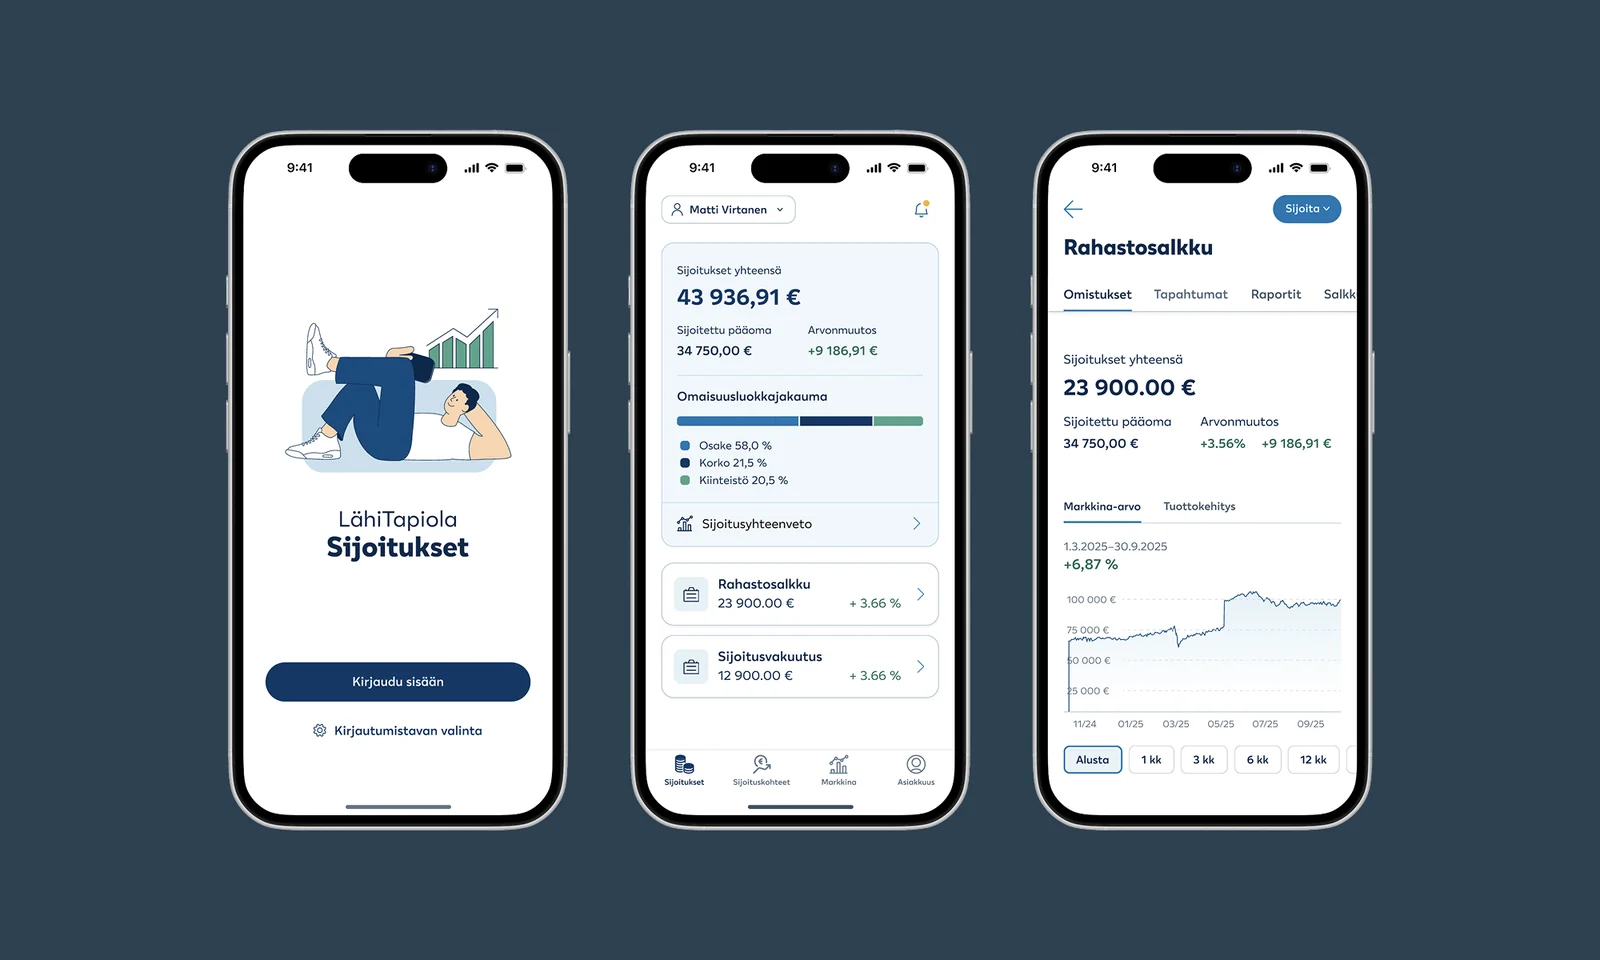 9:41
LähiTapiola
Sijoitukset
Kirjaudu sisään
Kirjautumistavan valinta
9:41
Matti Virtanen
Sijoitukset yhteensä
43 936,91 €
Sijoitettu pääoma Arvonmuutos
34 750,00 € +9 186,91 €
Omaisuusluokkajakauma
Osake 58,0 %
Korko 21,5 %
Kiinteistö 20,5 %
Sijoitusyhteenveto
Rahastosalkku
23 900.00 € + 3.66 %
Sijoitusvakuutus
12 900.00 € + 3.66 %
Sijoitukset Sijoituskohteet Markkina Asiakkuus
9:41
Sijoita
Rahastosalkku
Omistukset Tapahtumat Raportit Salkk
Sijoitukset yhteensä
23 900.00 €
Sijoitettu pääoma Arvonmuutos
34 750,00 € +3.56% +9 186,91 €
Markkina-arvo Tuottokehitys
1.3.2025–30.9.2025
+6,87 %
100 000 €
75 000 €
50 000 €
25 000 €
11/24 01/25 03/25 05/25 07/25 09/25
Alusta 1 kk 3 kk 6 kk 12 kk